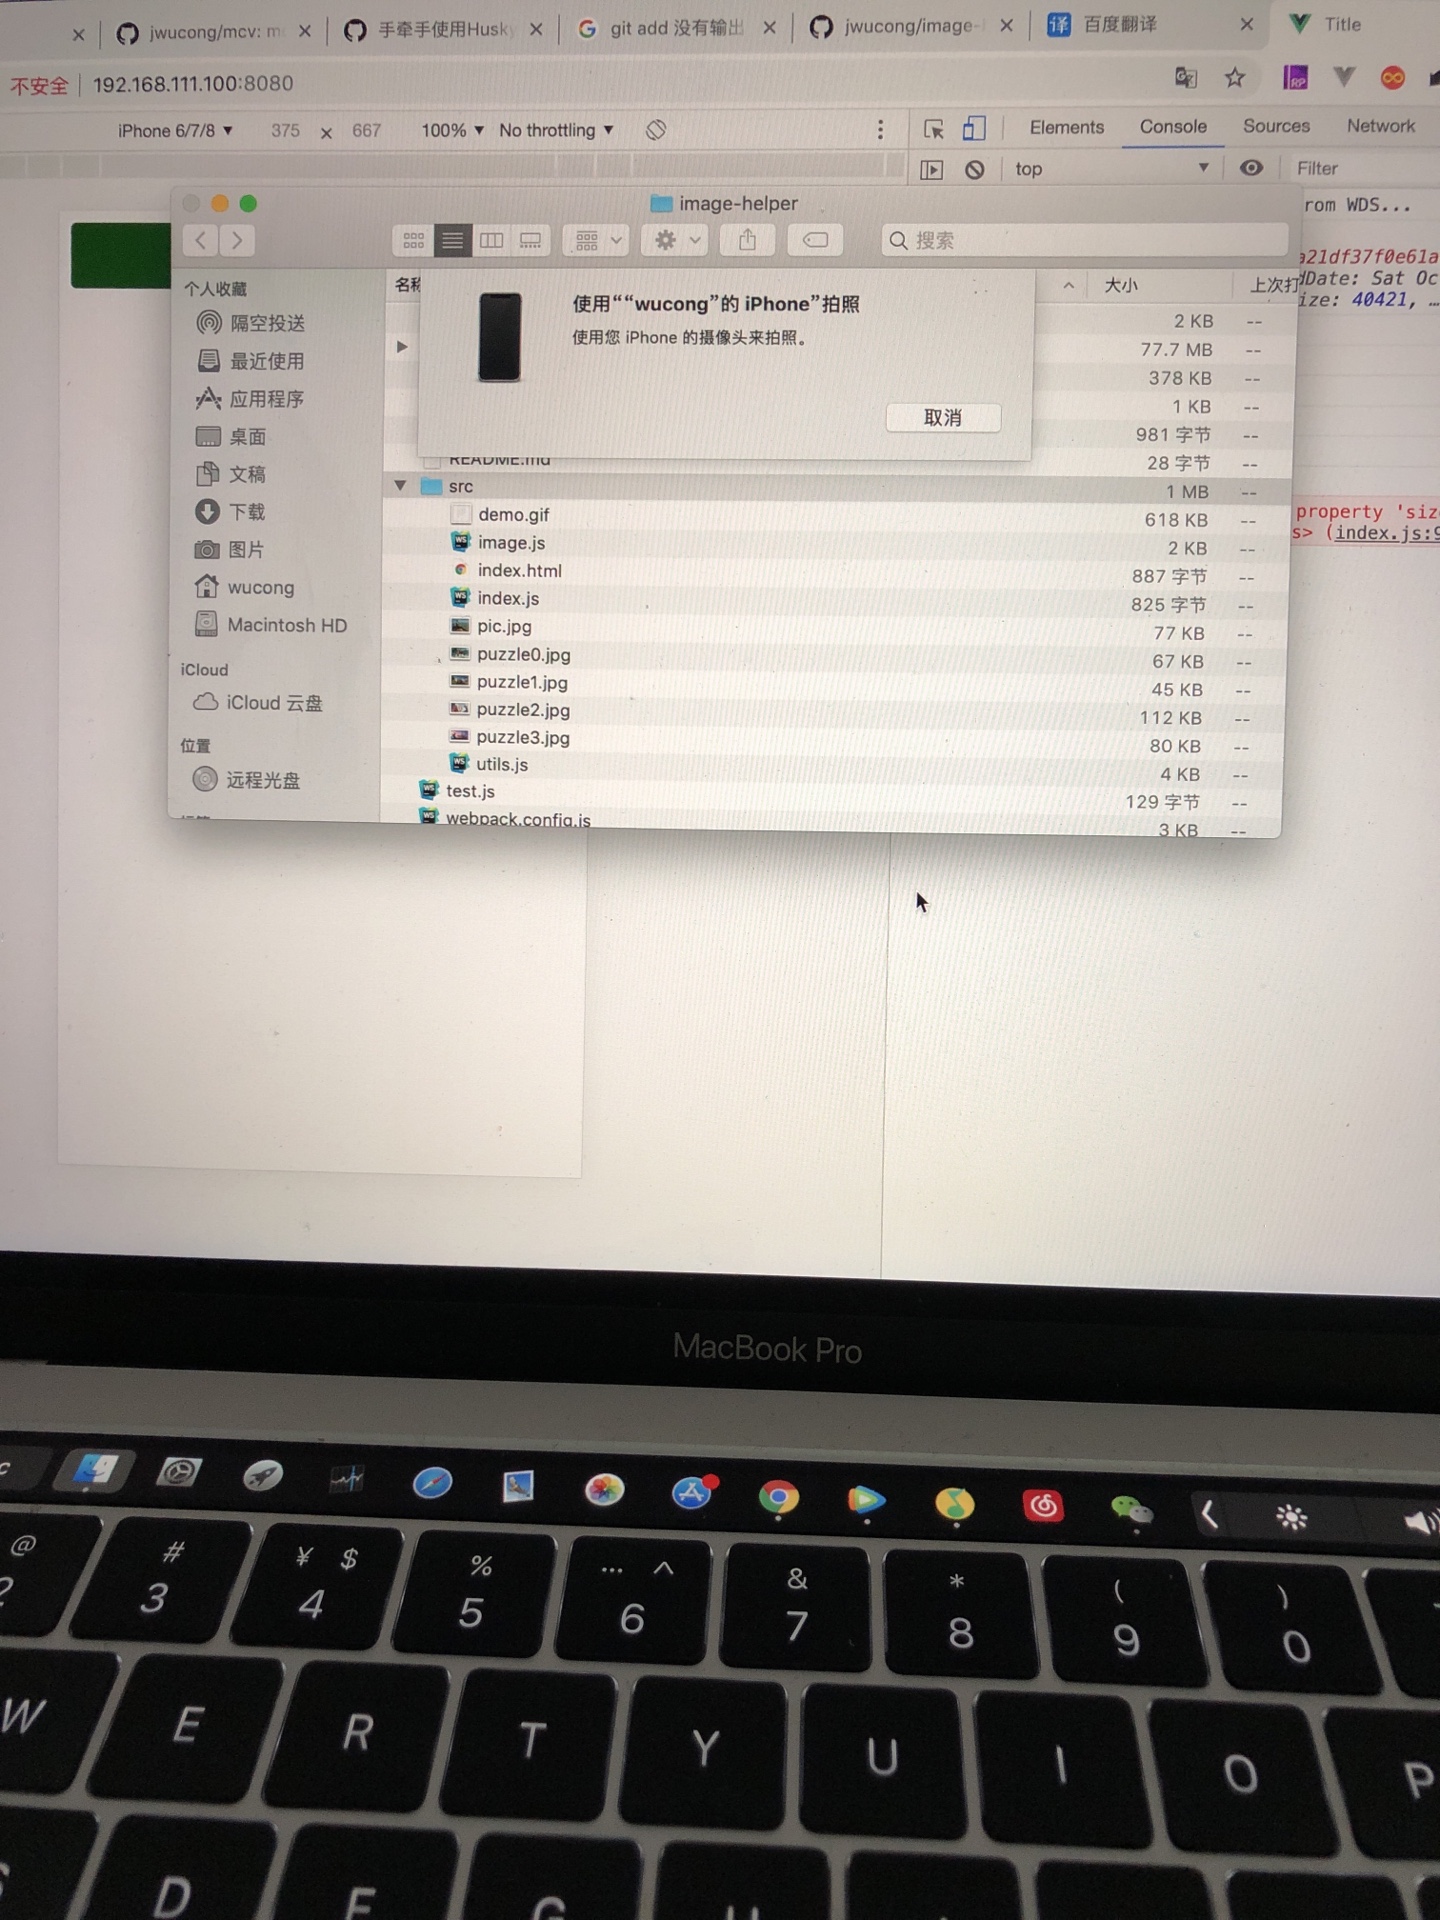 jwucong/mcv: m
手牵手使用Husky
git add 没有输出
jwucong/image-
译 百度翻译
Title
不安全 192.168.111.100:8080
iPhone 6/7/8 ▼ 375 × 667 100% ▼ No throttling ▼
Elements Console Sources Network
top ▼ Filter
rom WDS...
a21df37f0e61a
dDate: Sat Oc
ize: 40421, …
property 'siz
s> (index.js:9
image-helper
搜索
个人收藏
隔空投送
最近使用
应用程序
桌面
文稿
下载
图片
wucong
Macintosh HD
iCloud
iCloud 云盘
位置
远程光盘
名称 大小 上次打
使用““wucong”的 iPhone”拍照
使用您 iPhone 的摄像头来拍照。
取消
2 KB --
77.7 MB --
378 KB --
1 KB --
981 字节 --
README.md 28 字节 --
src 1 MB --
demo.gif 618 KB --
image.js 2 KB --
index.html 887 字节 --
index.js 825 字节 --
pic.jpg 77 KB --
puzzle0.jpg 67 KB --
puzzle1.jpg 45 KB --
puzzle2.jpg 112 KB --
puzzle3.jpg 80 KB --
utils.js 4 KB --
test.js 129 字节 --
webpack.config.js 3 KB --
MacBook Pro
@ # ¥ $ % … ^ & * ( )
2 3 4 5 6 7 8 9 0
W E R T Y U I O P
D F G